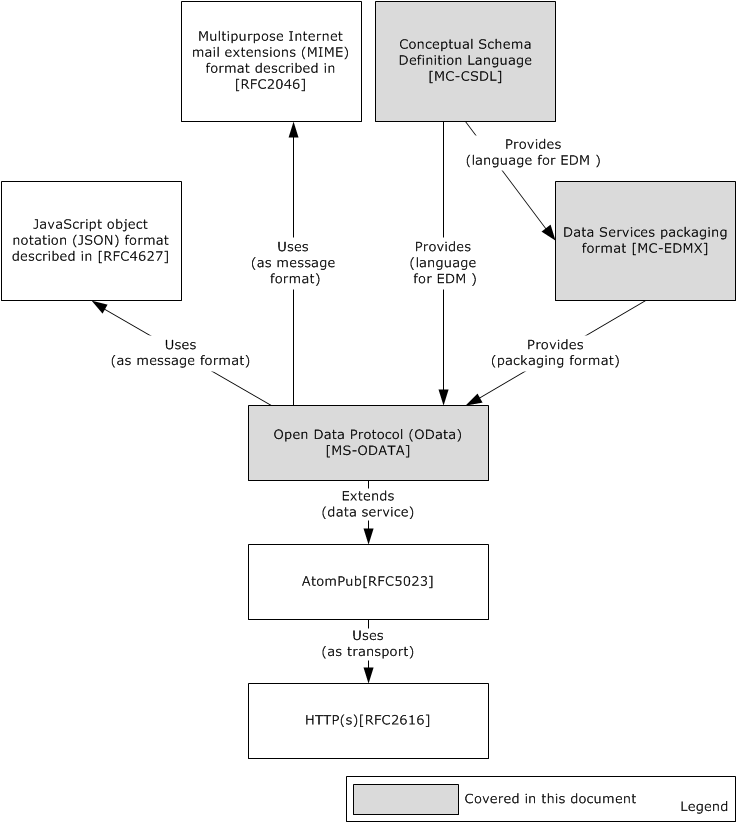 Multipurpose Internet
mail extensions (MIME)
format described in
[RFC2046]
Conceptual Schema
Definition Language
[MC-CSDL]
Provides
(language for EDM )
JavaScript object
notation (JSON) format
described in [RFC4627]
Data Services packaging
format [MC-EDMX]
Uses
(as message
format)
Provides
(language
for EDM )
Uses
(as message format)
Provides
(packaging format)
Open Data Protocol (OData)
[MS-ODATA]
Extends
(data service)
AtomPub[RFC5023]
Uses
(as transport)
HTTP(s)[RFC2616]
Covered in this document
Legend